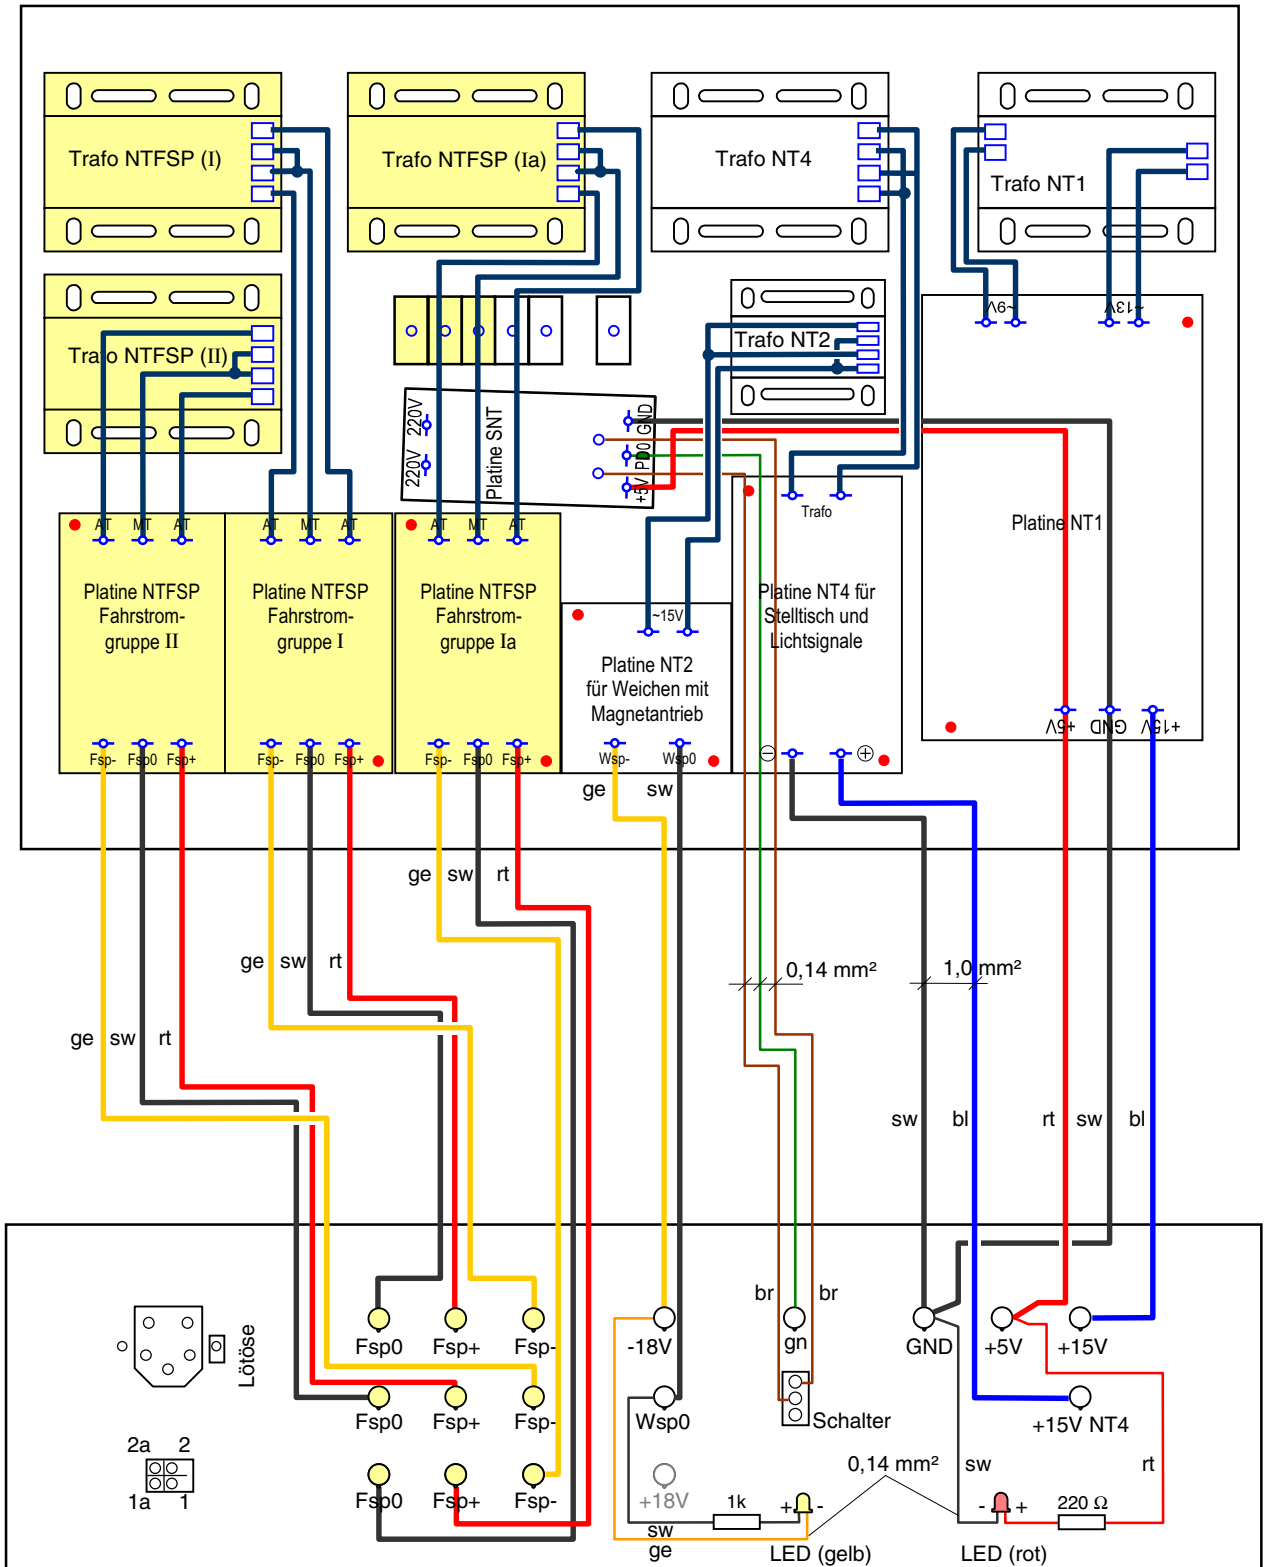 Trafo NTFSP (I)
Trafo NTFSP (Ia)
Trafo NT4
Trafo NT1
Trafo NTFSP (II)
Trafo NT2
~9V
~13V
220V
220V
Platine SNT
GND
PD0
+5V
Trafo
Platine NT1
AT MT AT
AT MT AT
AT MT AT
Platine NTFSP
Fahrstrom-
gruppe II
Platine NTFSP
Fahrstrom-
gruppe I
Platine NTFSP
Fahrstrom-
gruppe Ia
~15V
Platine NT2
für Weichen mit
Magnetantrieb
Platine NT4 für
Stelltisch und
Lichtsignale
+5V GND +15V
Fsp- Fsp0 Fsp+
Fsp- Fsp0 Fsp+
Fsp- Fsp0 Fsp+
Wsp- Wsp0
- +
ge sw
ge sw rt
ge sw rt
0,14 mm²
1,0 mm²
ge sw rt
sw bl rt sw bl
br br
Lötöse
Fsp0 Fsp+ Fsp-
-18V
gn
GND +5V +15V
Fsp0 Fsp+ Fsp-
Wsp0
Schalter
+15V NT4
2a 2
1a 1
Fsp0 Fsp+ Fsp-
+18V
0,14 mm²
sw
rt
1k
+ -
- +
220 Ω
sw
ge
LED (gelb)
LED (rot)